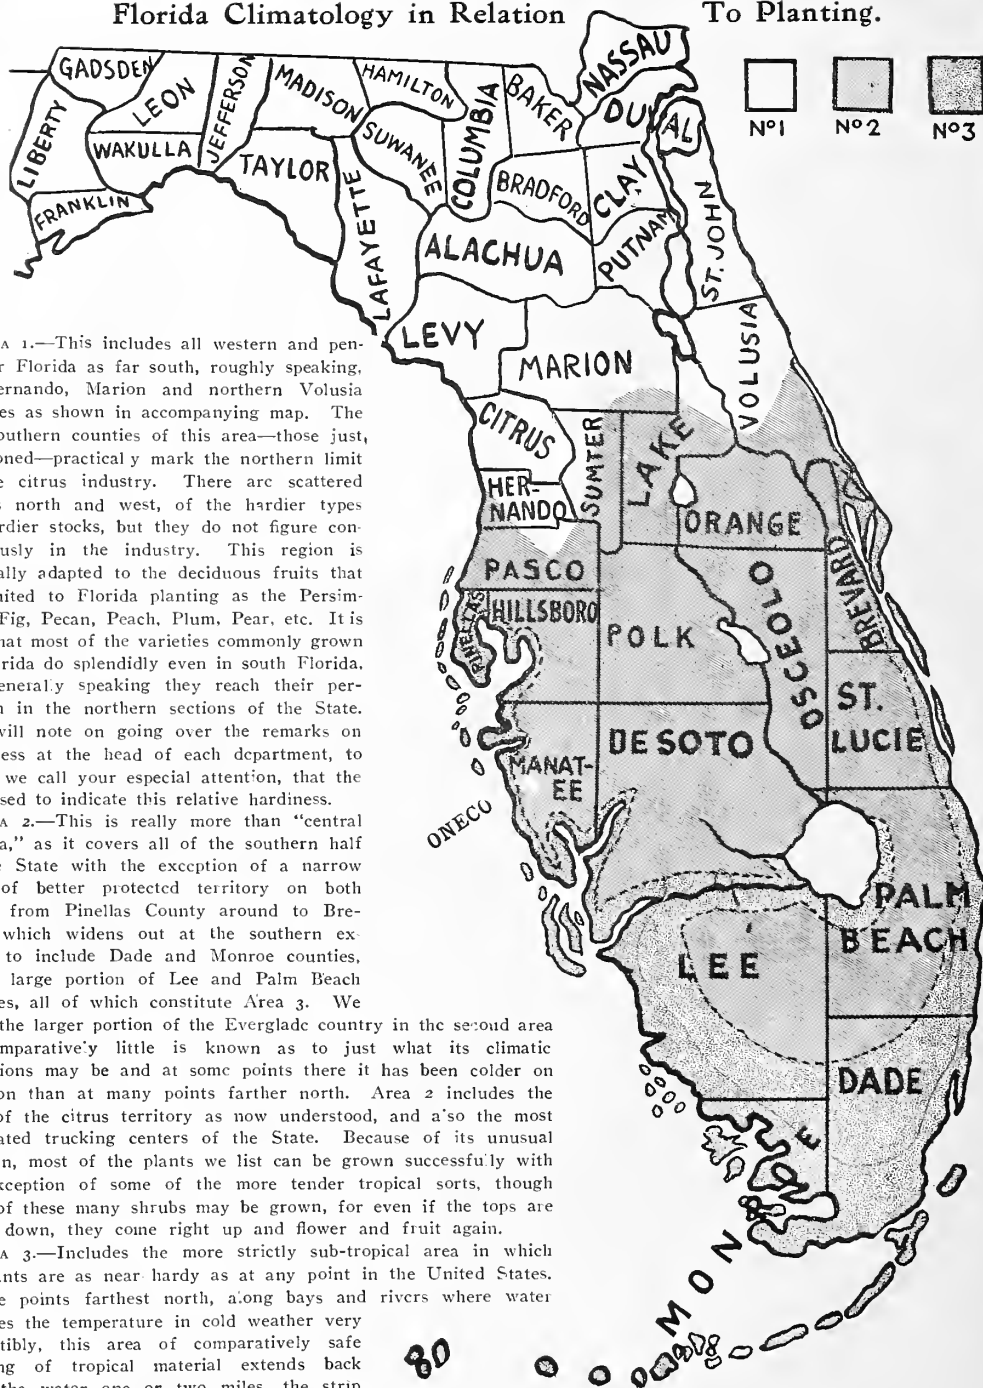 Florida Climatology in Relation To Planting.
GADSDEN
LEON
JEFFERSON
MADISON
HAMILTON
COLUMBIA
BAKER
NASSAU
DUVAL
Nº1
Nº2
Nº3
LIBERTY
WAKULLA
TAYLOR
SUWANEE
LAFAYETTE
BRADFORD
CLAY
FRANKLIN
ALACHUA
PUTNAM
ST. JOHN
LEVY
MARION
VOLUSIA
CITRUS
SUMTER
LAKE
HER-
NANDO
ORANGE
PASCO
PINELLAS
HILLSBORO
POLK
OSCEOLO
BREVARD
ST.
LUCIE
MANAT-
EE
DESOTO
ONECO
PALM
BEACH
LEE
DADE
MONROE
A 1.—This includes all western and pen-
r Florida as far south, roughly speaking,
ernando, Marion and northern Volusia
es as shown in accompanying map. The
outhern counties of this area—those just,
oned—practical y mark the northern limit
e citrus industry. There are scattered
s north and west, of the hardier types
rdier stocks, but they do not figure con-
usly in the industry. This region is
ally adapted to the deciduous fruits that
uited to Florida planting as the Persim-
Fig, Pecan, Peach, Plum, Pear, etc. It is
hat most of the varieties commonly grown
rida do splendidly even in south Florida,
eneral:y speaking they reach their per-
n in the northern sections of the State.
vill note on going over the remarks on
ess at the head of each department, to
we call your especial attention, that the
sed to indicate this relative hardiness.
A 2.—This is really more than "central
a," as it covers all of the southern half
e State with the exception of a narrow
of better protected territory on both
from Pinellas County around to Bre-
which widens out at the southern ex-
to include Dade and Monroe counties,
large portion of Lee and Palm Beach
es, all of which constitute Area 3. We
the larger portion of the Everglade country in the second area
mparative:y little is known as to just what its climatic
ions may be and at some points there it has been colder on
on than at many points farther north. Area 2 includes the
of the citrus territory as now understood, and a'so the most
ated trucking centers of the State. Because of its unusual
n, most of the plants we list can be grown successfu:ly with
xception of some of the more tender tropical sorts, though
of these many shrubs may be grown, for even if the tops are
down, they come right up and flower and fruit again.
A 3.—Includes the more strictly sub-tropical area in which
nts are as near hardy as at any point in the United States.
e points farthest north, along bays and rivers where water
es the temperature in cold weather very
tibly, this area of comparatively safe
ng of tropical material extends back
the water one or two miles, the strip